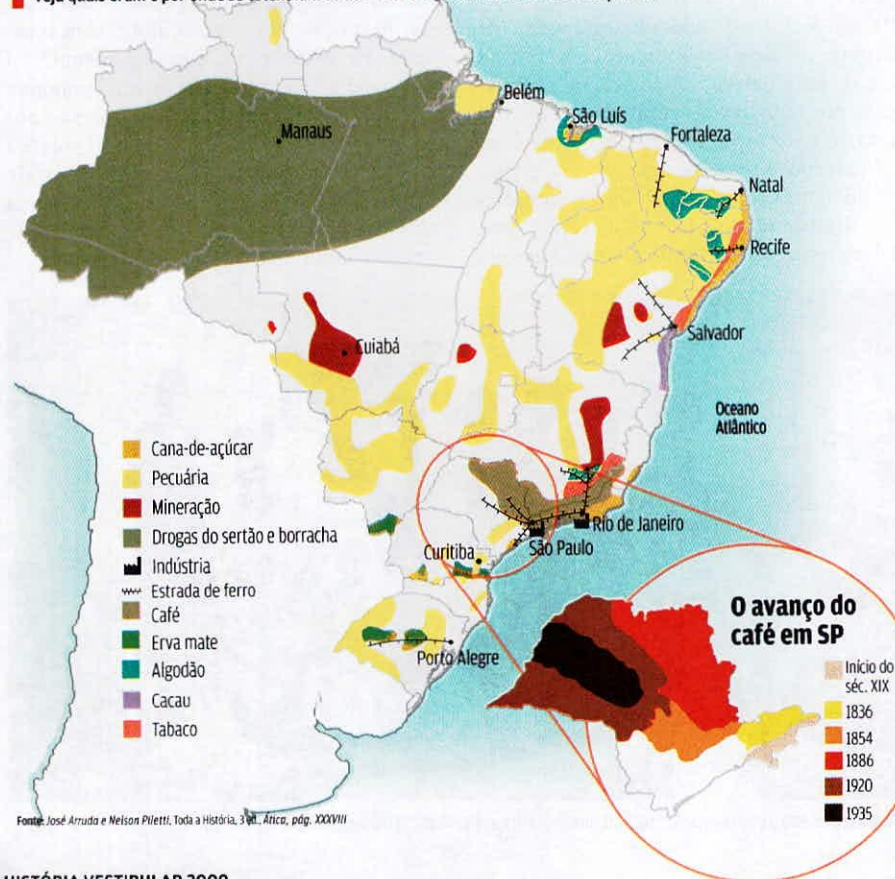 Belém
São Luís
Manaus
Fortaleza
Natal
Recife
Salvador
Cuiabá
Oceano
Atlântico
Cana-de-açúcar
Pecuária
Mineração
Drogas do sertão e borracha
Indústria
Estrada de ferro
Café
Erva mate
Algodão
Cacau
Tabaco
Rio de Janeiro
São Paulo
Curitiba
Porto Alegre
O avanço do
café em SP
Início do
séc. XIX
1836
1854
1886
1920
1935
Fonte: José Arruda e Nelson Piletti, Toda a História, 3 ed., Ática, pág. XXXVIII